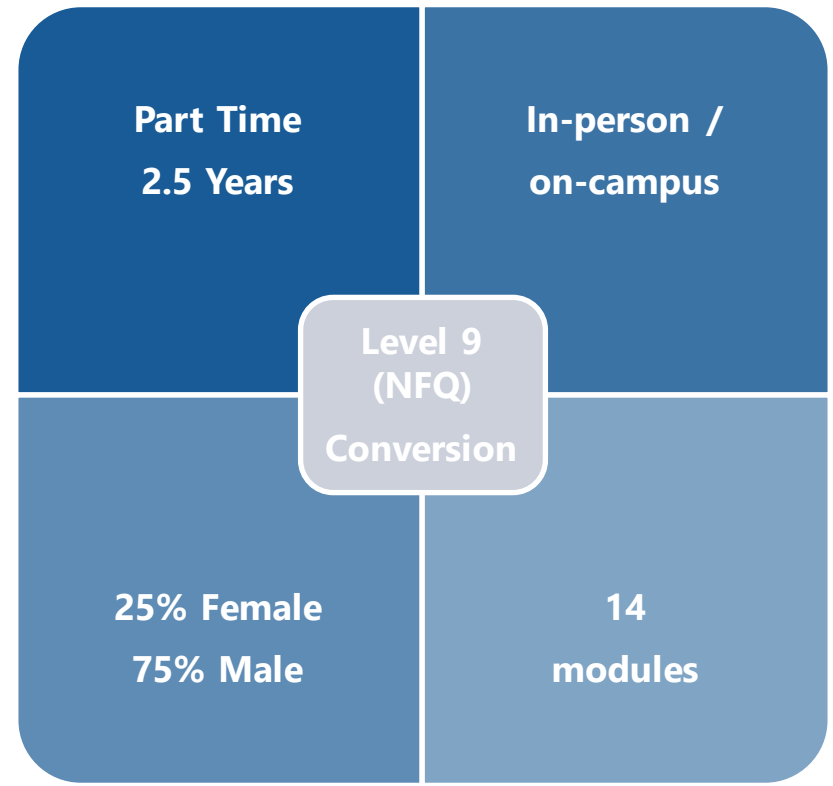 Part Time
2.5 Years
In-person /
on-campus
Level 9
(NFQ)
Conversion
25% Female
75% Male
14
modules